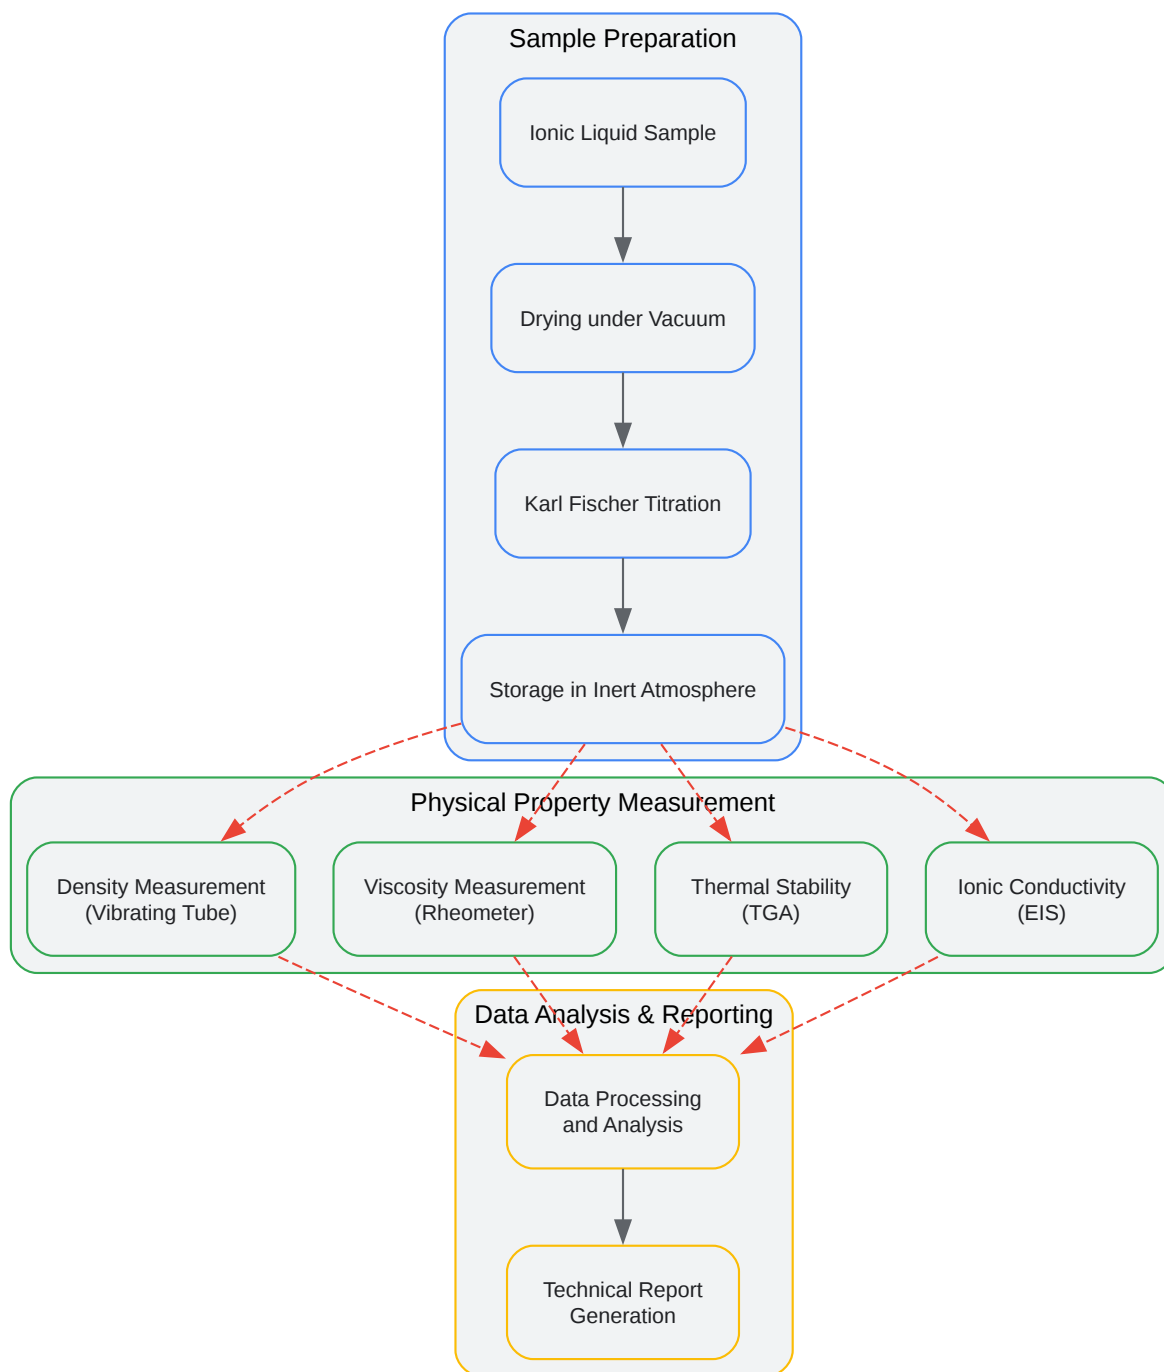 Sample Preparation
Ionic Liquid Sample
Drying under Vacuum
Karl Fischer Titration
Storage in Inert Atmosphere
Physical Property Measurement
Density Measurement
(Vibrating Tube)
Viscosity Measurement
(Rheometer)
Thermal Stability
(TGA)
Ionic Conductivity
(EIS)
Data Analysis & Reporting
Data Processing
and Analysis
Technical Report
Generation